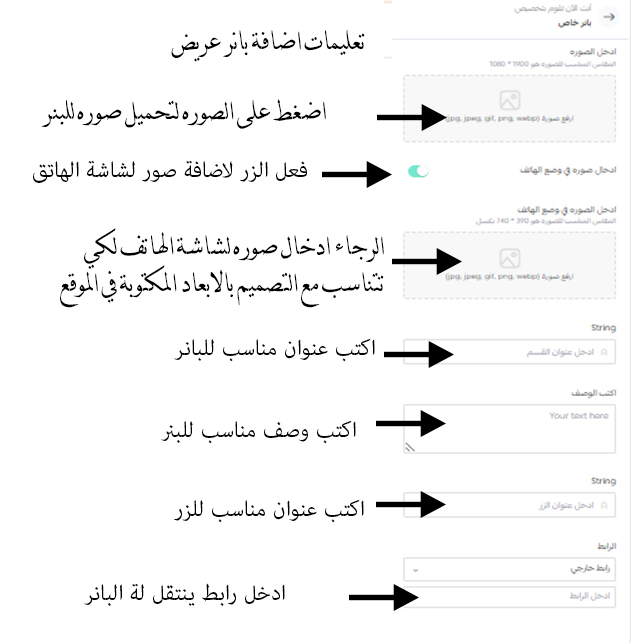 أنت الآن تقوم بتخصيص
بانر خاص
تعليمات اضافة بانر عريض
ادخل الصوره
المقاس المناسب للصوره هو 1900 * 1080
اضغط على الصوره لتحميل صوره للبنر
ارفع صورة (jpg, jpeg, gif, png, webp)
فعل الزر لاضافة صور لشاشة الهاتق
ادخال صوره في وضع الهاتف
ادخل الصوره في وضع الهاتف
المقاس المناسب للصوره هو 390 * 740 بكسل
الرجاء ادخال صوره لشاشة الهاتف لكي
تتناسب مع التصميم بالابعاد المكتوبة في الموقع
ارفع صورة (jpg, jpeg, gif, png, webp)
String
اكتب عنوان مناسب للبانر
ادخل عنوان القسم
اكتب الوصف
Your text here
اكتب وصف مناسب للبنر
String
اكتب عنوان مناسب للزر
ادخل عنوان الزر
الرابط
رابط خارجي
ادخل رابط ينتقل لة البانر
ادخل الرابط